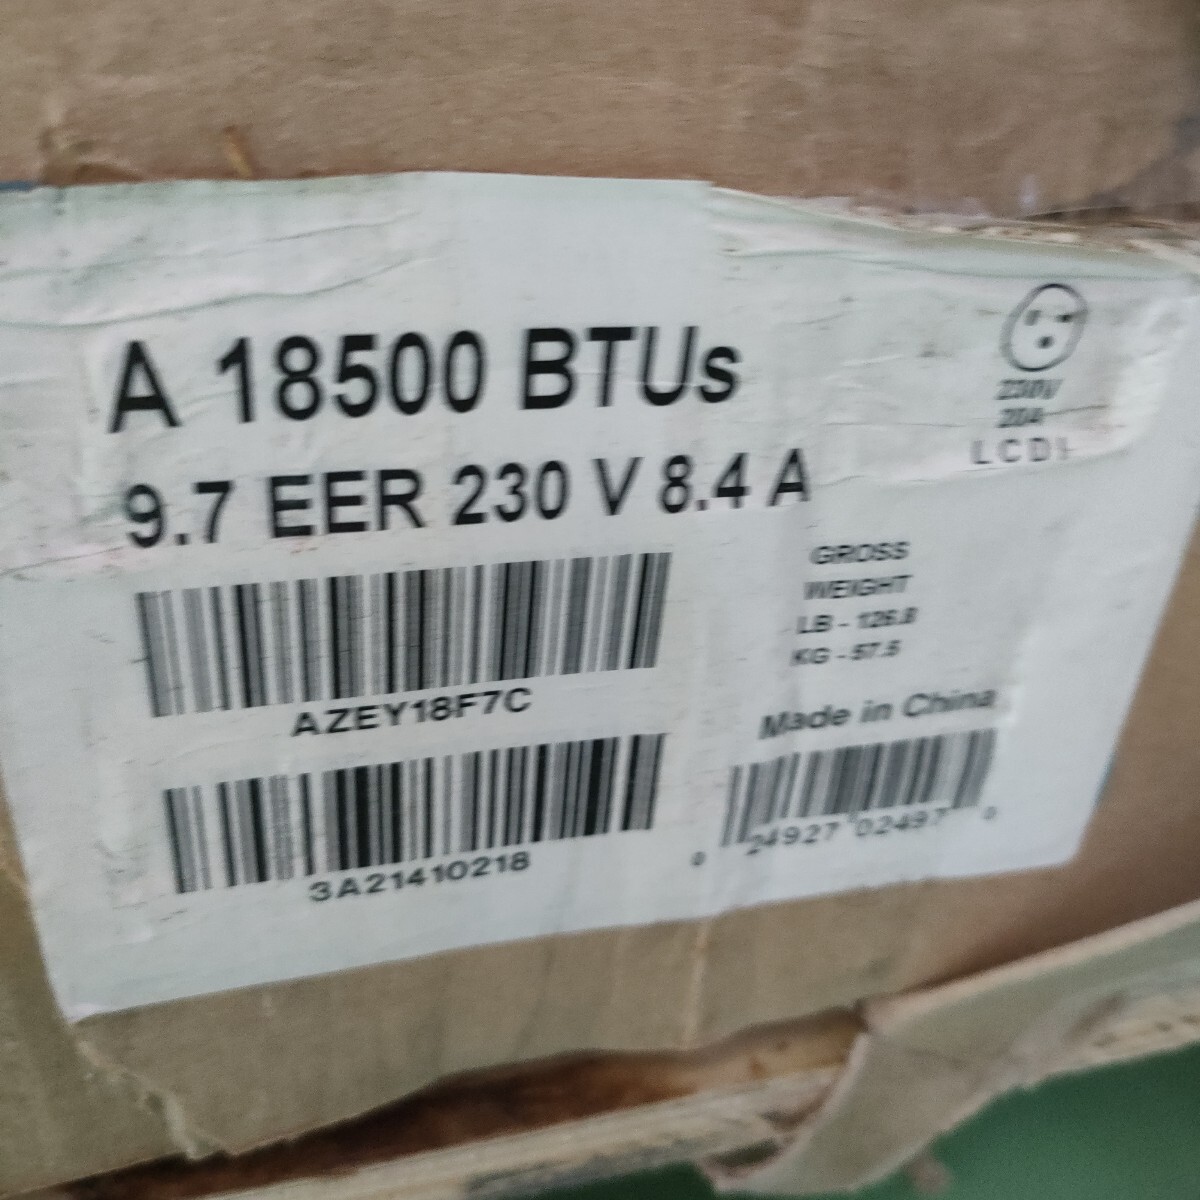 A 18500 BTUs
9.7 EER 230 V 8.4 A
230V
20A
LCDI
GROSS
WEIGHT
LB - 126.8
KG - 57.5
AZEY18F7C
Made in China
3A21410218
0 24927 02497 0